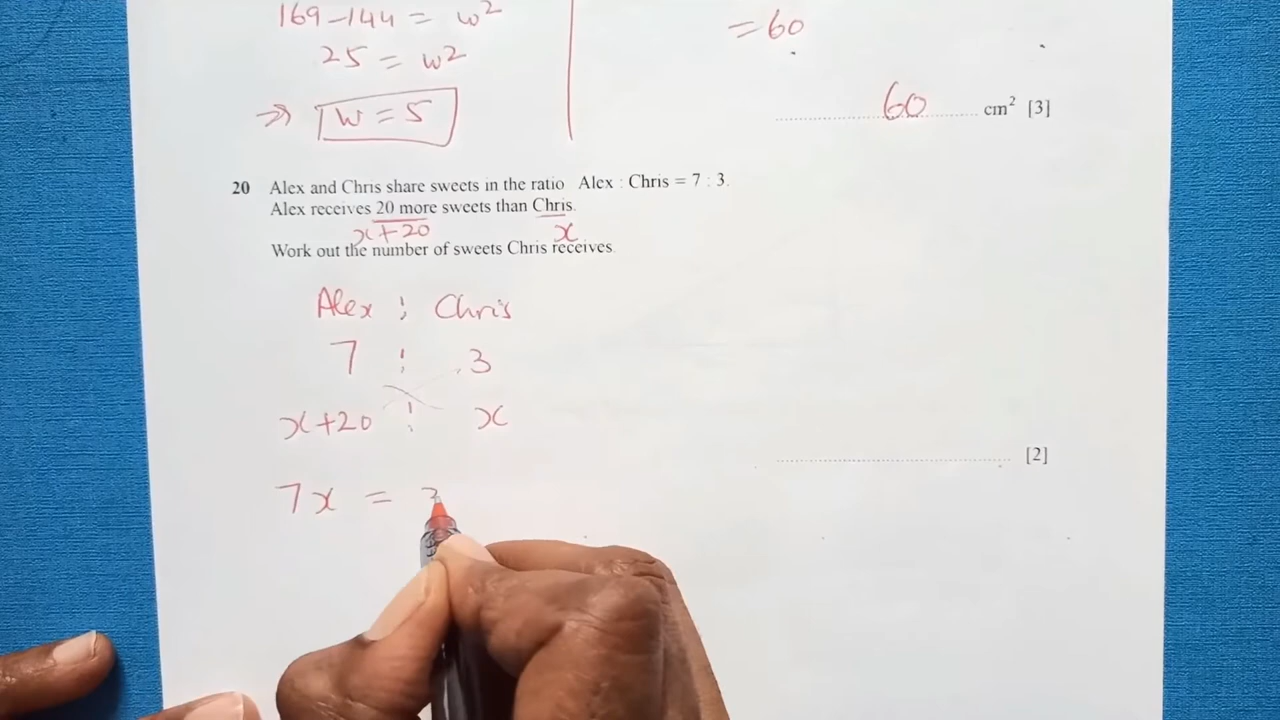 169-144 = w²
25 = w²
⇒ w = 5
= 60
60 cm² [3]
20 Alex and Chris share sweets in the ratio Alex : Chris = 7 : 3.
Alex receives 20 more sweets than Chris.
x+20 x
Work out the number of sweets Chris receives.
Alex : Chris
7 : 3
x+20 : x
[2]
7x =